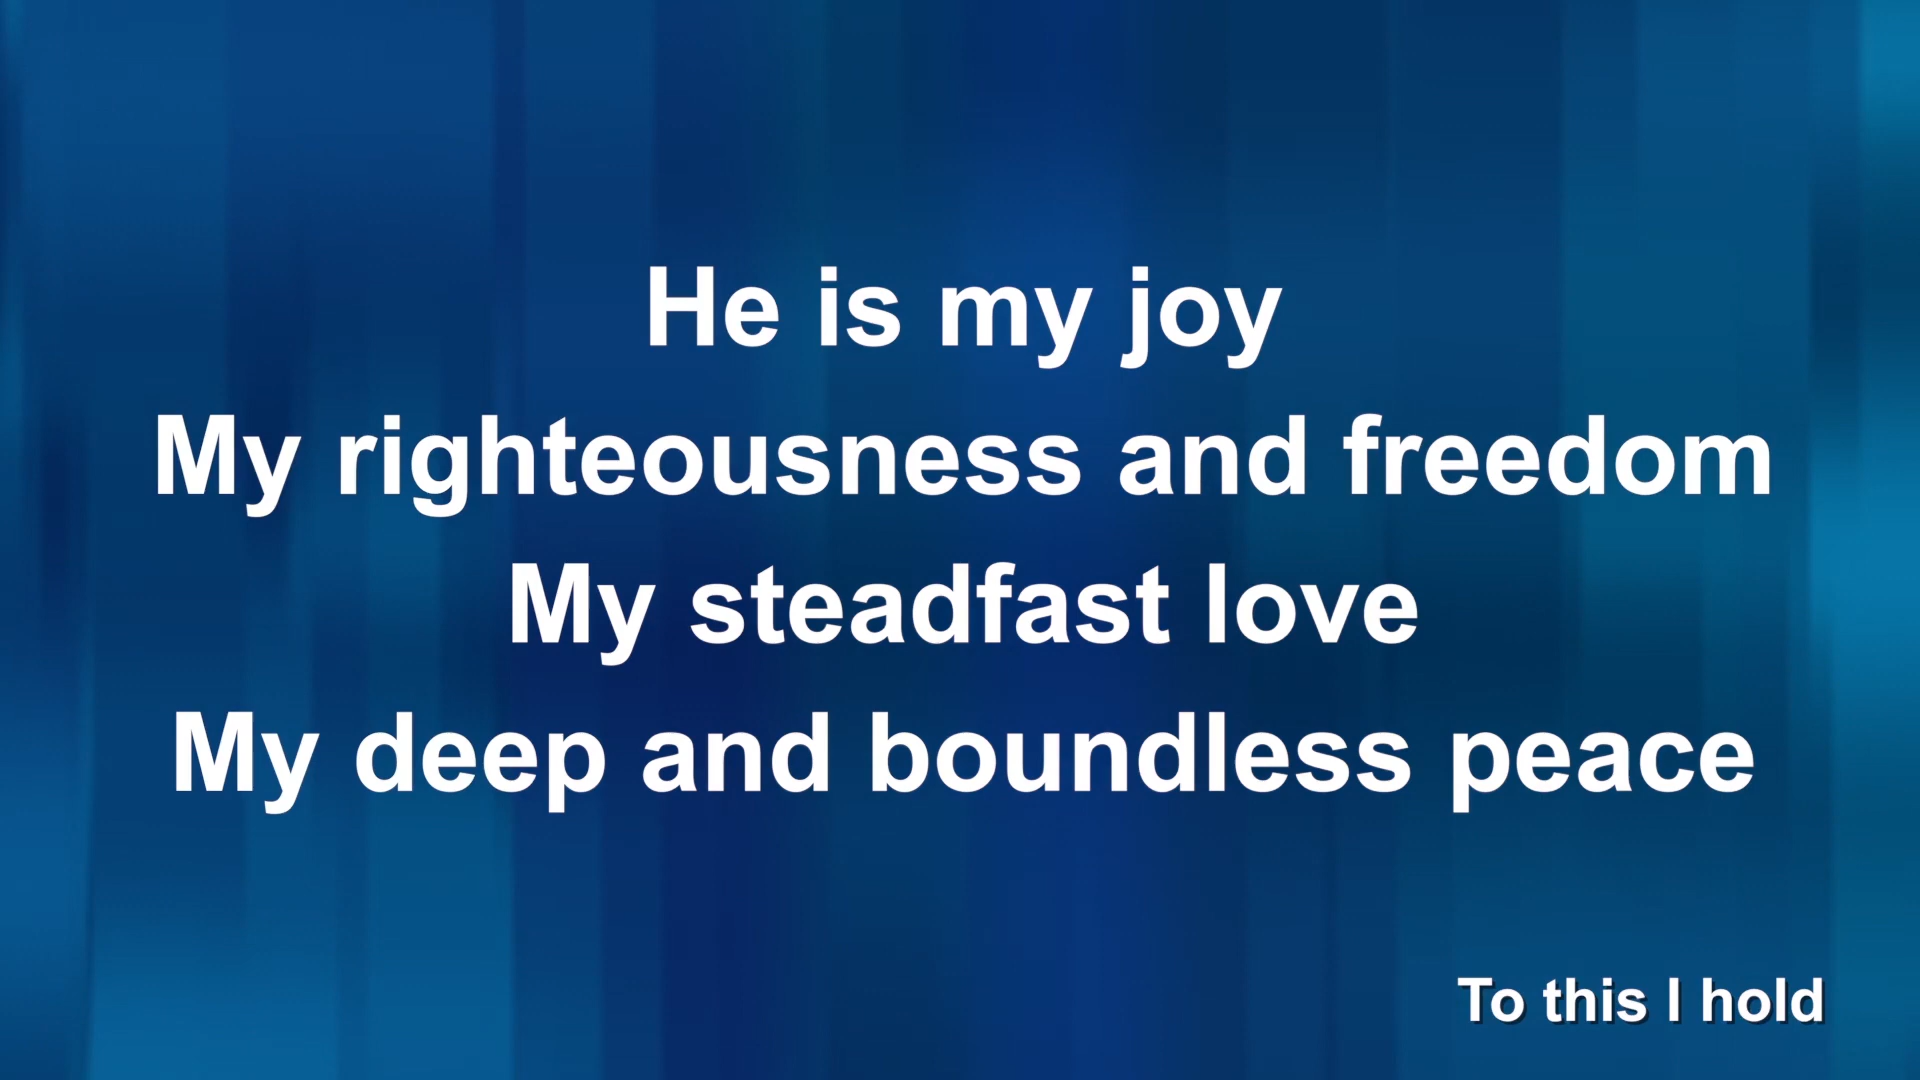 He is my joy
My righteousness and freedom
My steadfast love
My deep and boundless peace
To this I hold